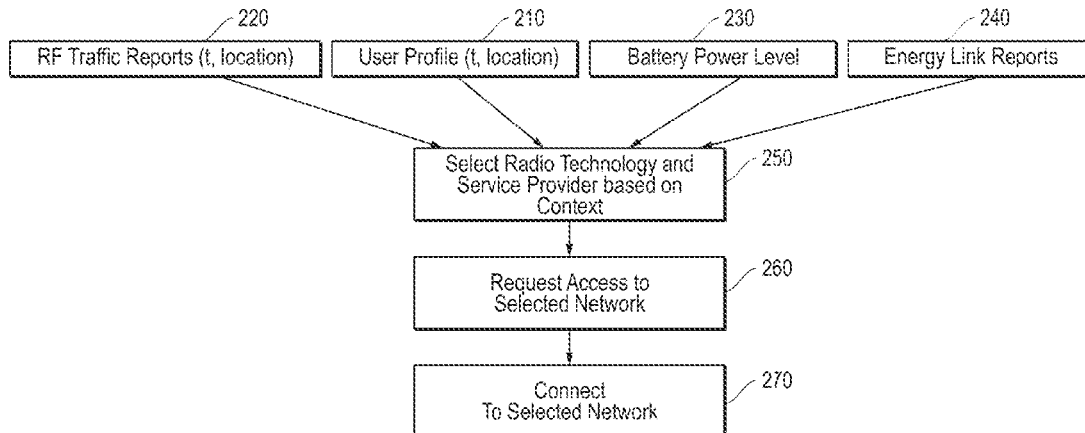 220
210
230
240
RF Traffic Reports (t, location)
User Profile (t, location)
Battery Power Level
Energy Link Reports
Select Radio Technology and
Service Provider based on
Context
250
Request Access to
Selected Network
260
Connect
To Selected Network
270